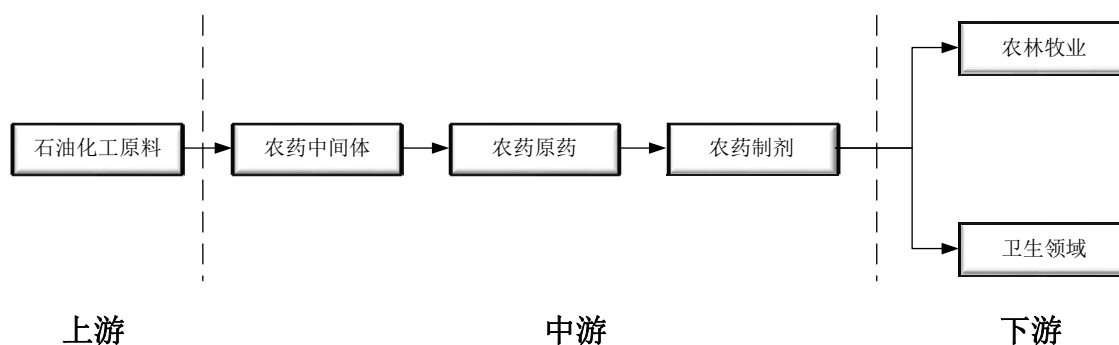 农林牧业
石油化工原料
农药中间体
农药原药
农药制剂
卫生领域
上游
中游
下游